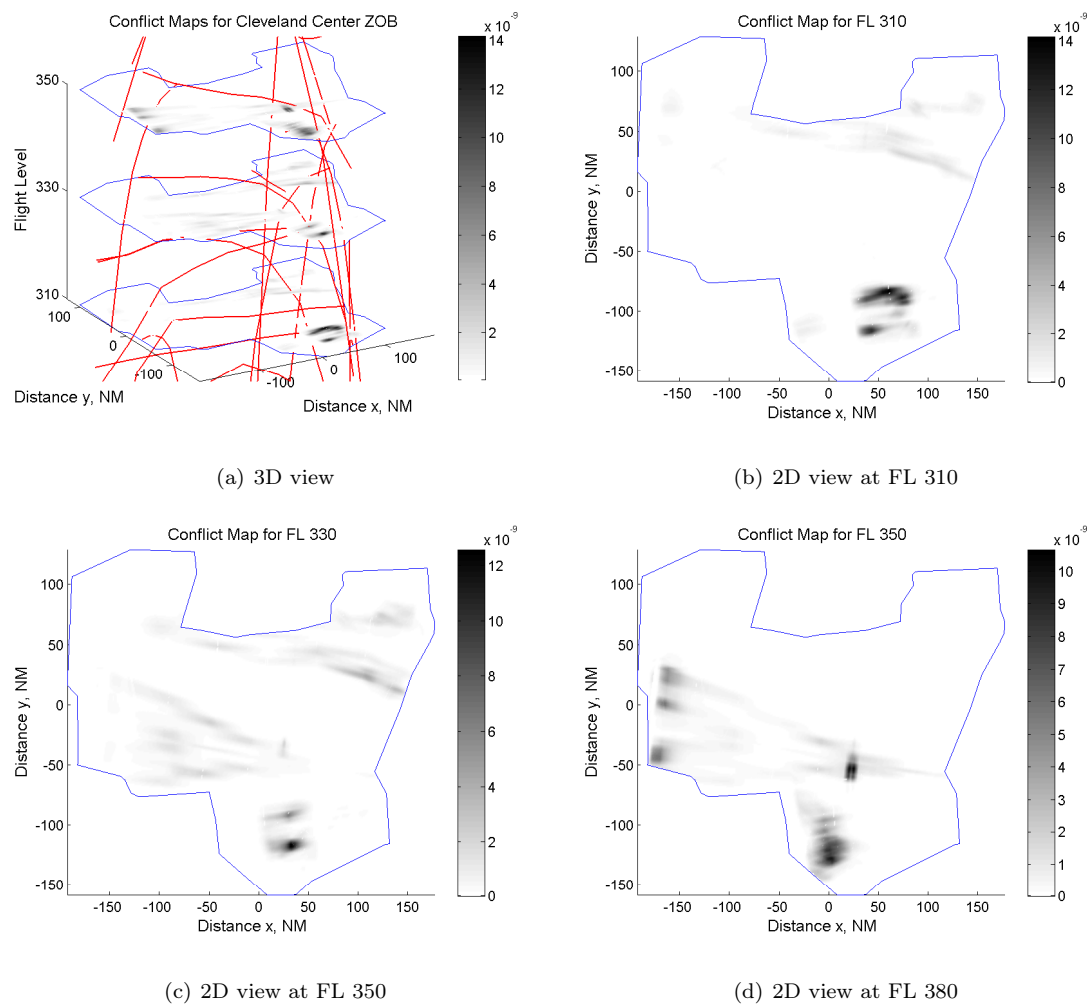 Conflict Maps for Cleveland Center ZOB
x 10^-9
350
330
310
Flight Level
100
0
-100
Distance y, NM
-100
0
100
Distance x, NM
14
12
10
8
6
4
2
(a) 3D view
Conflict Map for FL 310
x 10^-9
100
50
0
-50
-100
-150
Distance y, NM
-150 -100 -50 0 50 100 150
Distance x, NM
14
12
10
8
6
4
2
0
(b) 2D view at FL 310
Conflict Map for FL 330
x 10^-9
100
50
0
-50
-100
-150
Distance y, NM
-150 -100 -50 0 50 100 150
Distance x, NM
12
10
8
6
4
2
0
(c) 2D view at FL 350
Conflict Map for FL 350
x 10^-9
100
50
0
-50
-100
-150
Distance y, NM
-150 -100 -50 0 50 100 150
Distance x, NM
10
9
8
7
6
5
4
3
2
1
0
(d) 2D view at FL 380